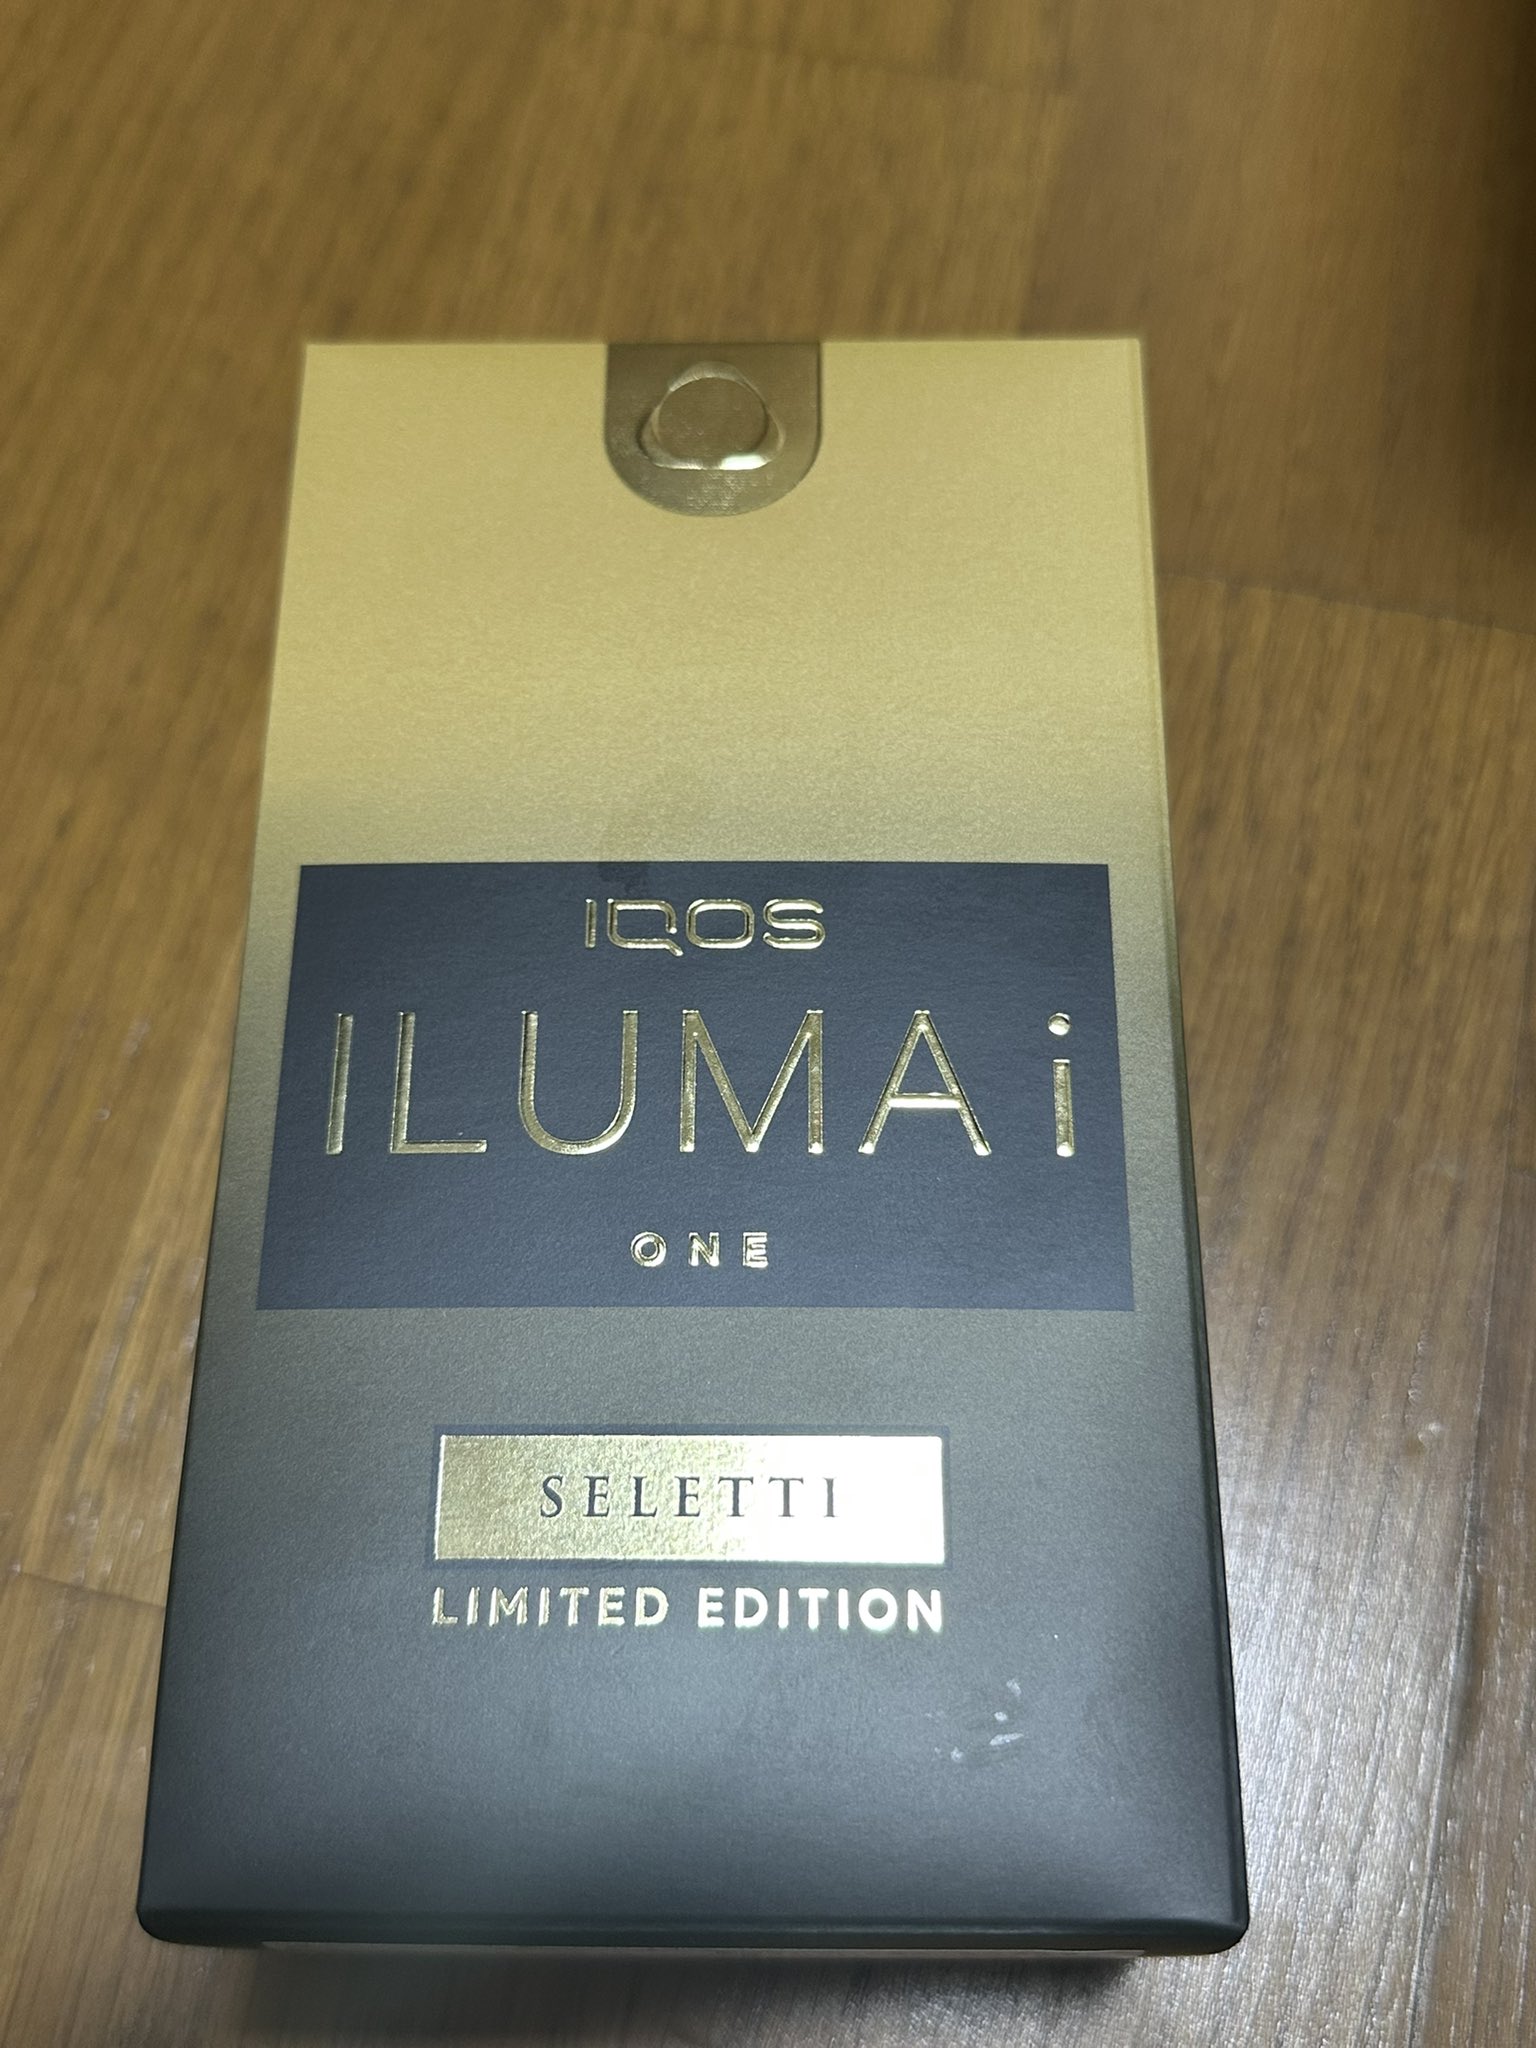 IQOS
ILUMA i
ONE
SELETTI
LIMITED EDITION